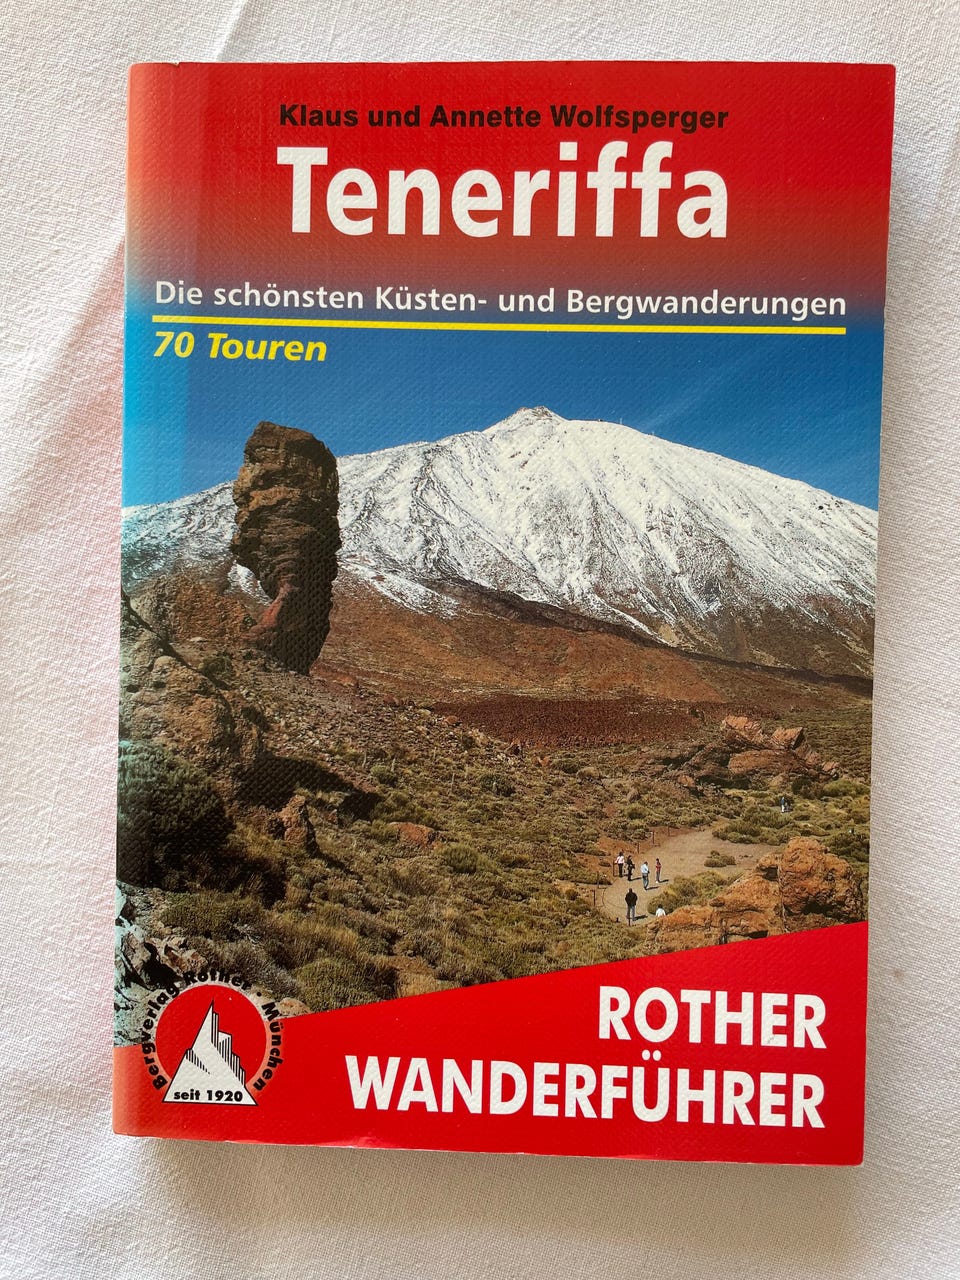 Klaus und Annette Wolfsperger
Teneriffa
Die schönsten Küsten- und Bergwanderungen
70 Touren
Bergverlag Rother · München
seit 1920
ROTHER
WANDERFÜHRER